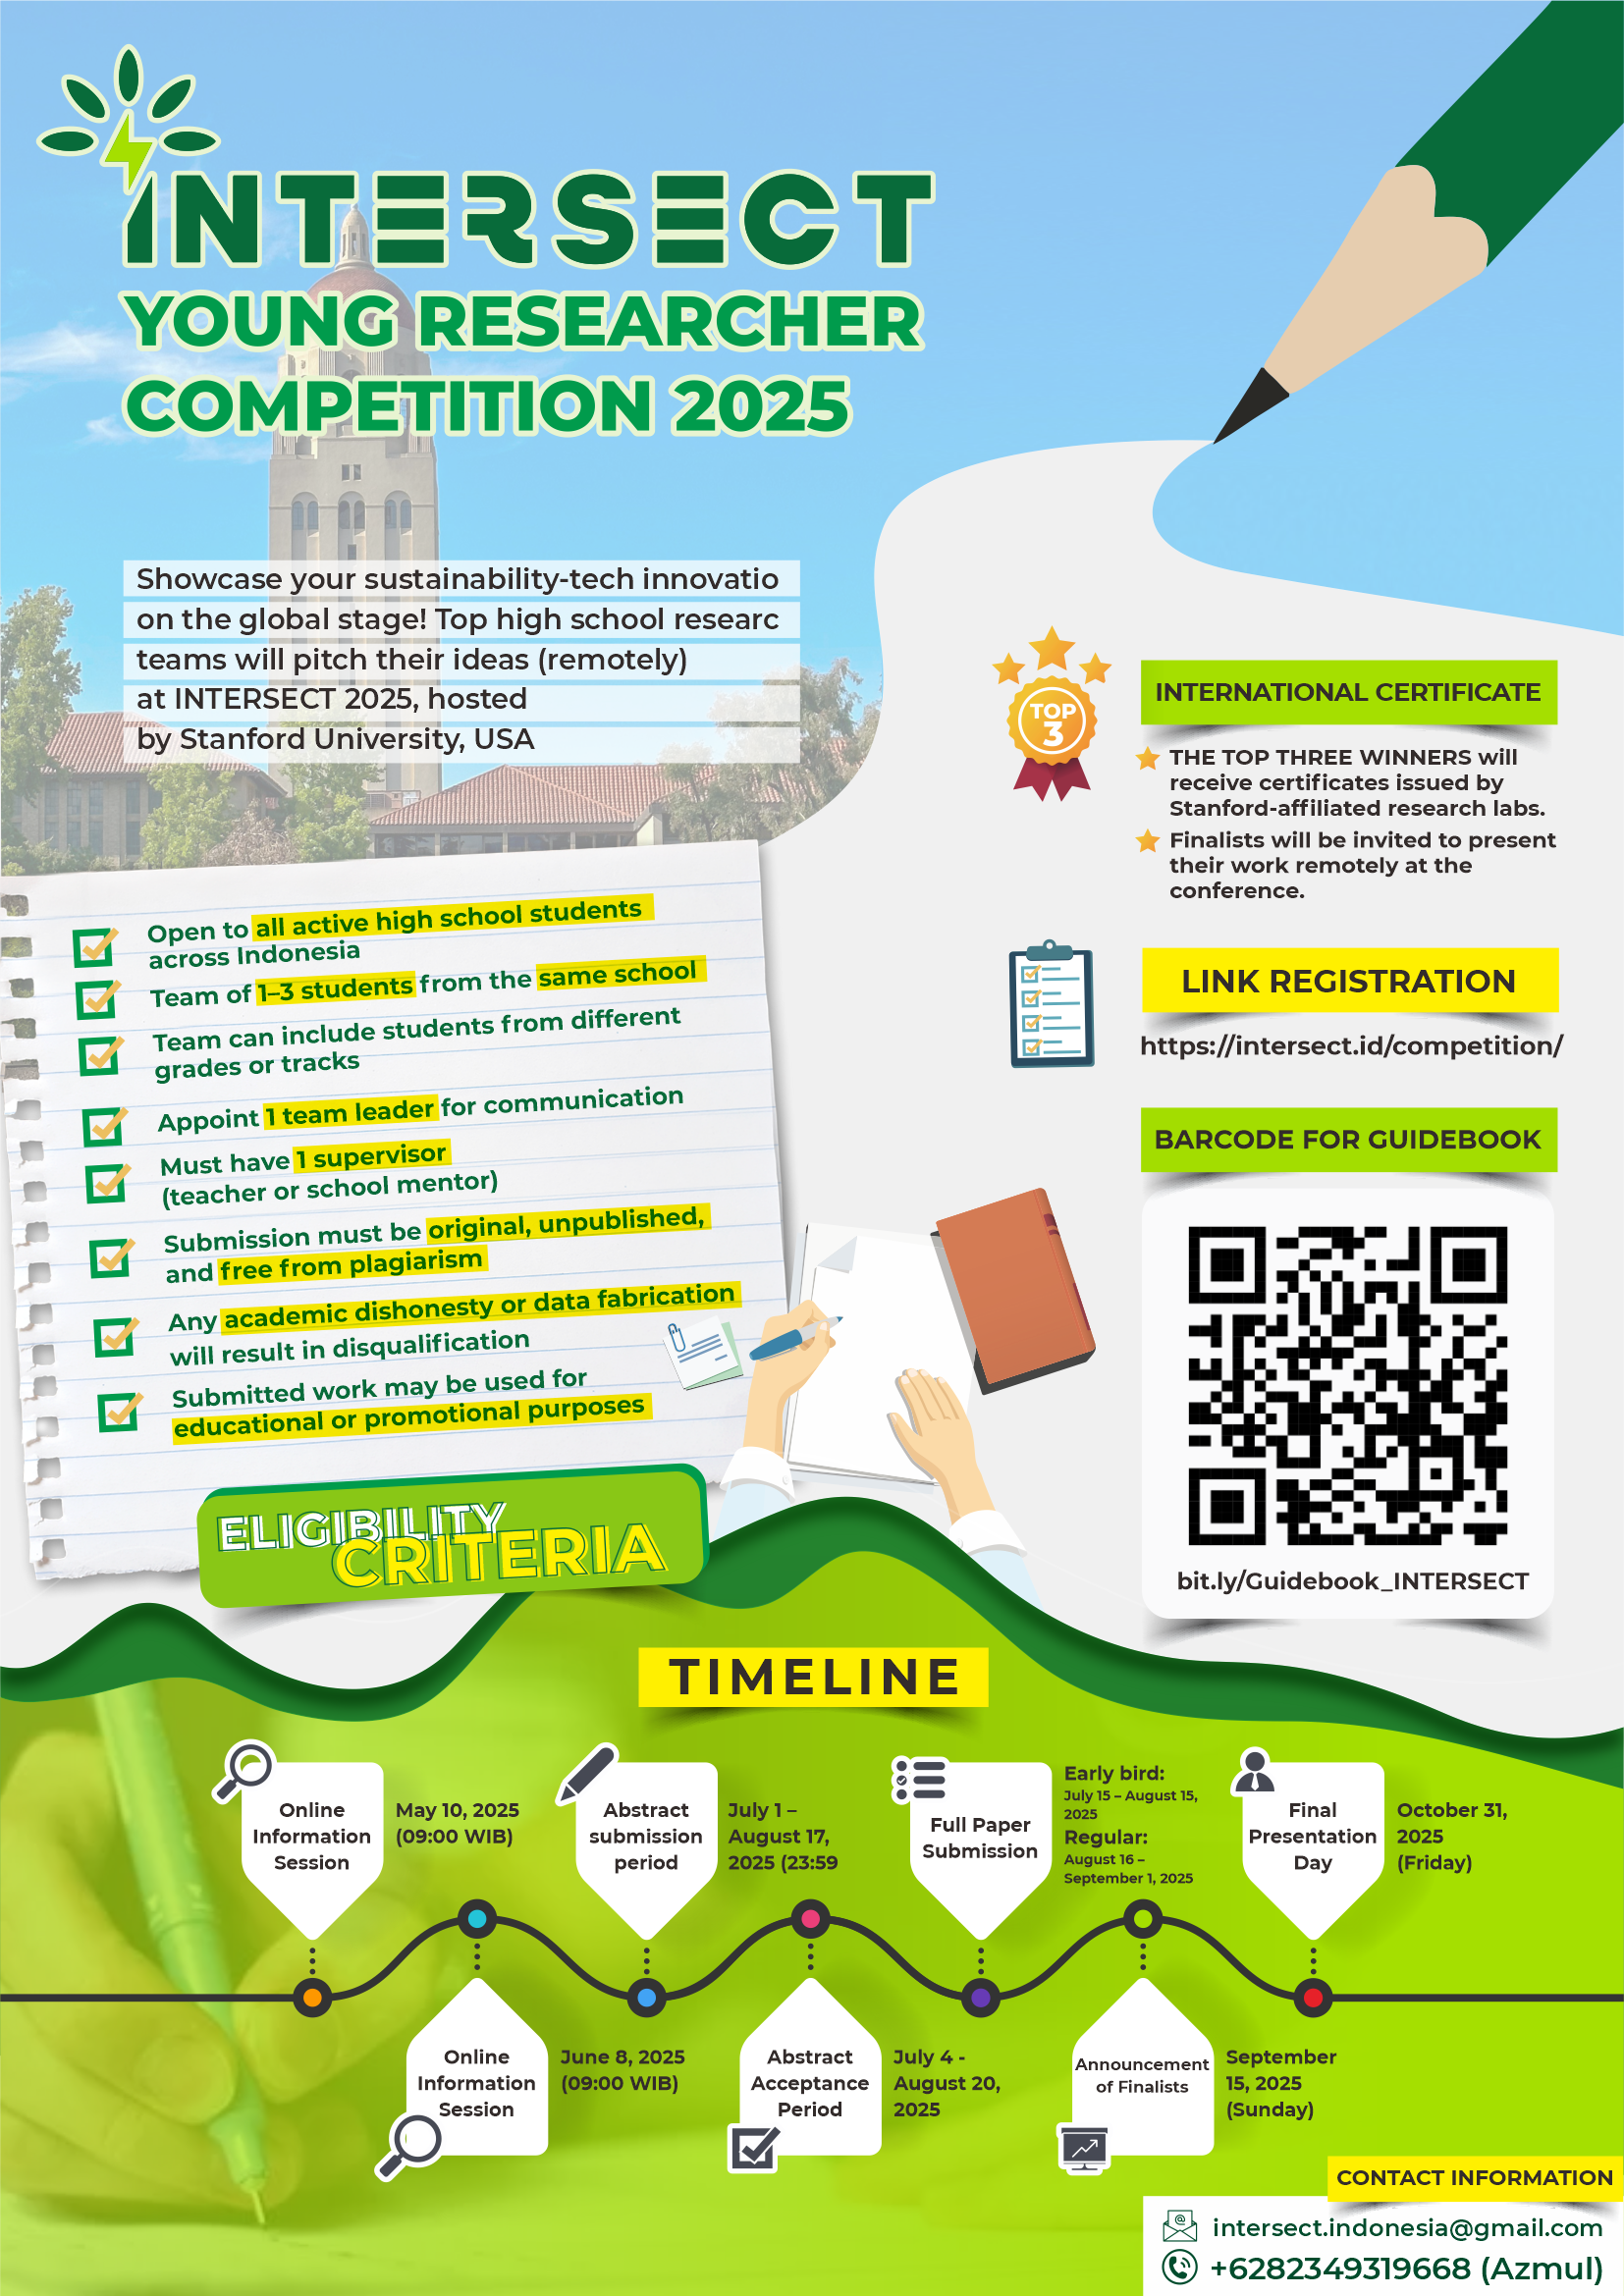 INTERSECT
YOUNG RESEARCHER
COMPETITION 2025
Showcase your sustainability-tech innovatio
on the global stage! Top high school researc
teams will pitch their ideas (remotely)
at INTERSECT 2025, hosted
by Stanford University, USA
TOP
3
INTERNATIONAL CERTIFICATE
THE TOP THREE WINNERS will
receive certificates issued by
Stanford-affiliated research labs.
Finalists will be invited to present
their work remotely at the
conference.
LINK REGISTRATION
https://intersect.id/competition/
BARCODE FOR GUIDEBOOK
bit.ly/Guidebook_INTERSECT
Open to all active high school students
across Indonesia
Team of 1–3 students from the same school
Team can include students from different
grades or tracks
Appoint 1 team leader for communication
Must have 1 supervisor
(teacher or school mentor)
Submission must be original, unpublished,
and free from plagiarism
Any academic dishonesty or data fabrication
will result in disqualification
Submitted work may be used for
educational or promotional purposes
ELIGIBILITY
CRITERIA
TIMELINE
Online
Information
Session
May 10, 2025
(09:00 WIB)
Online
Information
Session
June 8, 2025
(09:00 WIB)
Abstract
submission
period
July 1 –
August 17,
2025 (23:59
Abstract
Acceptance
Period
July 4 -
August 20,
2025
Full Paper
Submission
Early bird:
July 15 – August 15,
2025
Regular:
August 16 –
September 1, 2025
Announcement
of Finalists
September
15, 2025
(Sunday)
Final
Presentation
Day
October 31,
2025
(Friday)
CONTACT INFORMATION
intersect.indonesia@gmail.com
+6282349319668 (Azmul)